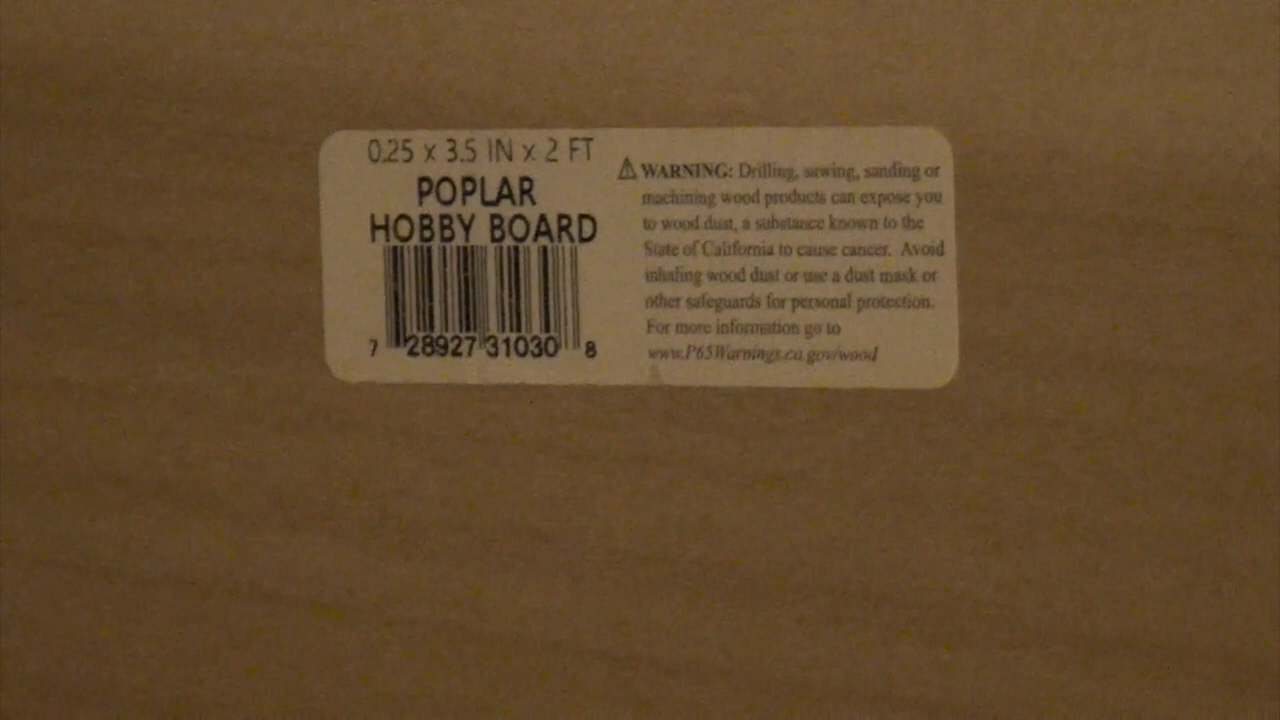 0.25 x 3.5 IN x 2 FT
POPLAR
HOBBY BOARD
7 28927 31030 8
⚠ WARNING: Drilling, sawing, sanding or
machining wood products can expose you
to wood dust, a substance known to the
State of California to cause cancer. Avoid
inhaling wood dust or use a dust mask or
other safeguards for personal protection.
For more information go to
www.P65Warnings.ca.gov/wood